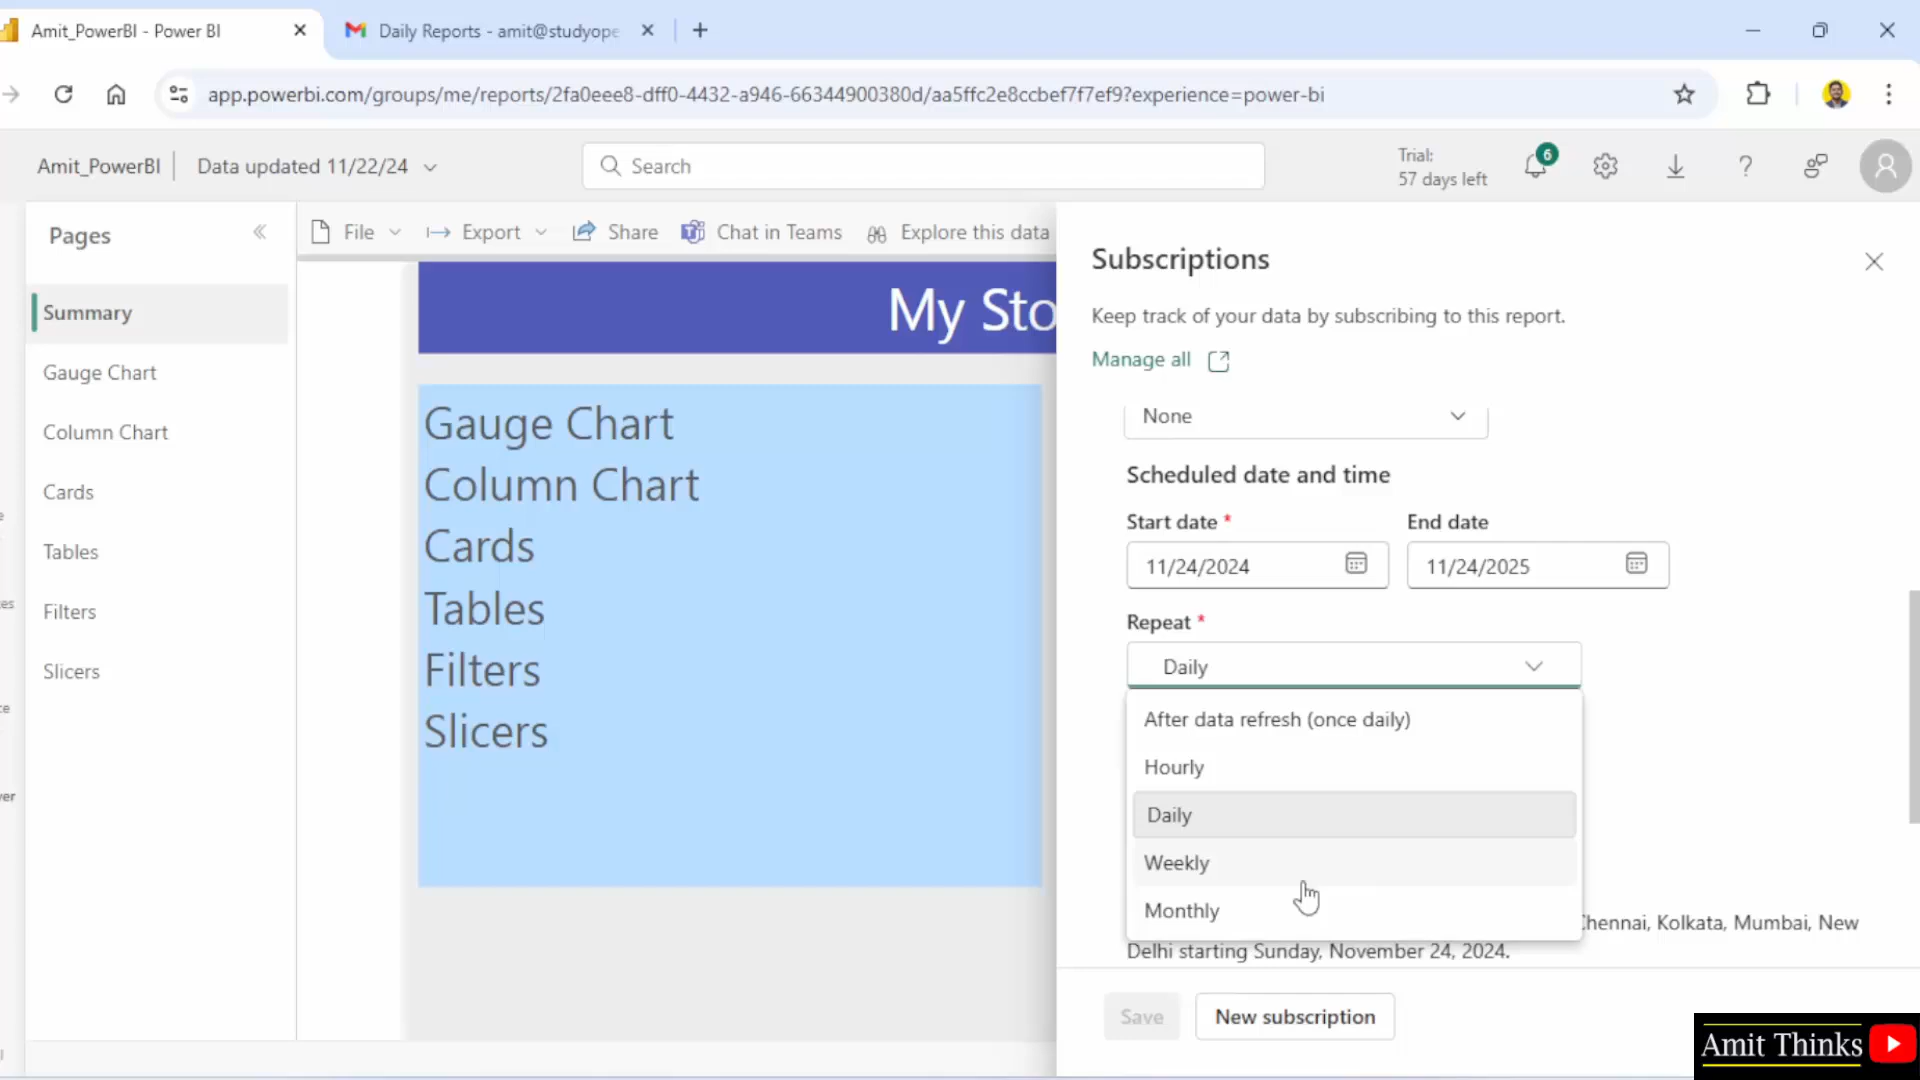 Amit_PowerBI - Power BI
Daily Reports - amit@studyope
app.powerbi.com/groups/me/reports/2fa0eee8-dff0-4432-a946-66344900380d/aa5ffc2e8ccbef7f7ef9?experience=power-bi
Amit_PowerBI
Data updated 11/22/24
Search
Trial:
57 days left
6
Pages
Summary
Gauge Chart
Column Chart
Cards
Tables
Filters
Slicers
File
Export
Share
Chat in Teams
Explore this data
My Sto
Gauge Chart
Column Chart
Cards
Tables
Filters
Slicers
Subscriptions
Keep track of your data by subscribing to this report.
Manage all
None
Scheduled date and time
Start date *
End date
11/24/2024
11/24/2025
Repeat *
Daily
After data refresh (once daily)
Hourly
Daily
Weekly
Monthly
Chennai, Kolkata, Mumbai, New
Delhi starting Sunday, November 24, 2024.
Save
New subscription
Amit Thinks